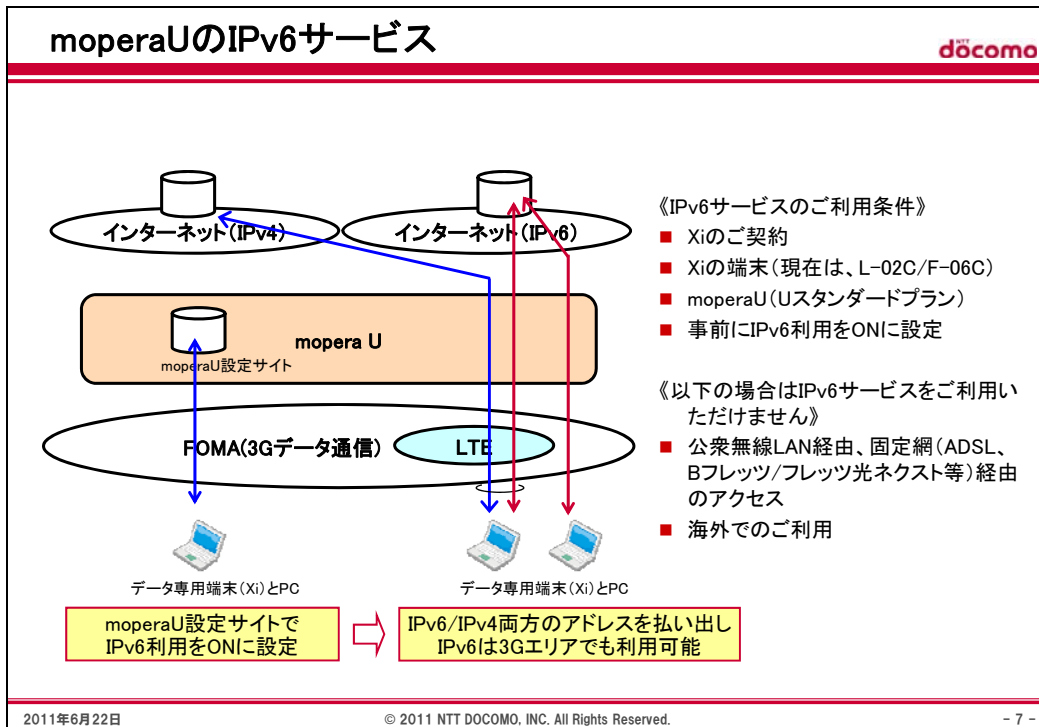 moperaUのIPv6サービス
NTT
döcomo
インターネット(IPv4)
インターネット(IPv6)
mopera U
moperaU設定サイト
FOMA(3Gデータ通信)
LTE
データ専用端末(Xi)とPC
データ専用端末(Xi)とPC
moperaU設定サイトで
IPv6利用をONに設定
IPv6/IPv4両方のアドレスを払い出し
IPv6は3Gエリアでも利用可能
《IPv6サービスのご利用条件》
■ Xiのご契約
■ Xiの端末(現在は、L-02C/F-06C)
■ moperaU(Uスタンダードプラン)
■ 事前にIPv6利用をONに設定
《以下の場合はIPv6サービスをご利用い
ただけません》
■ 公衆無線LAN経由、固定網(ADSL、
Bフレッツ/フレッツ光ネクスト等)経由
のアクセス
■ 海外でのご利用
2011年6月22日
© 2011 NTT DOCOMO, INC. All Rights Reserved.
- 7 -